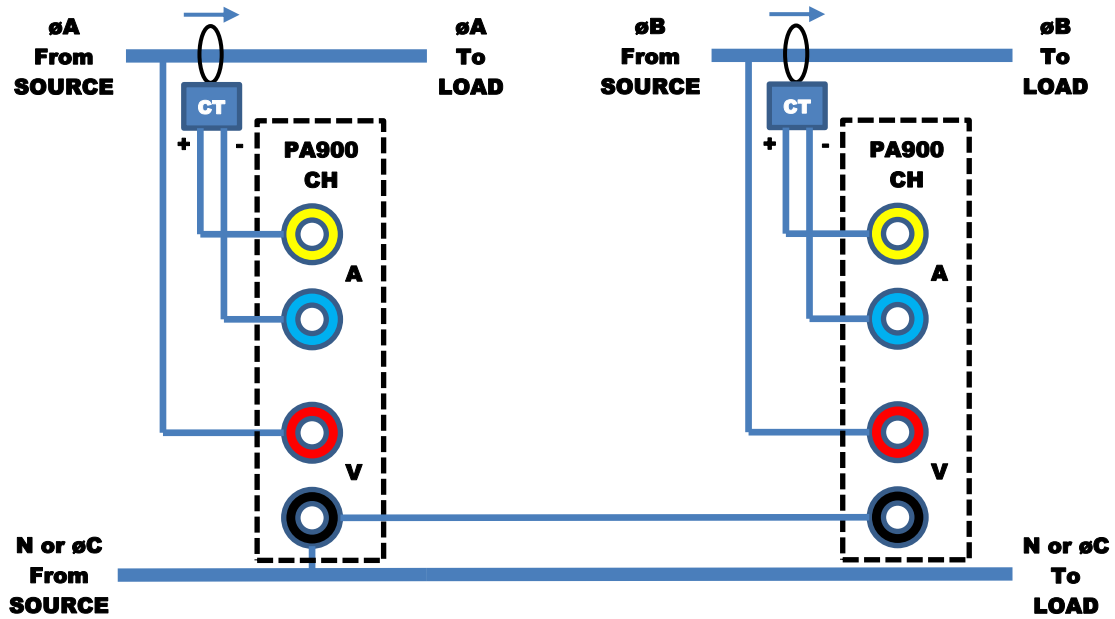 øA
From
SOURCE
øA
To
LOAD
CT
+
-
PA900
CH
A
V
øB
From
SOURCE
øB
To
LOAD
CT
+
-
PA900
CH
A
V
N or øC
From
SOURCE
N or øC
To
LOAD